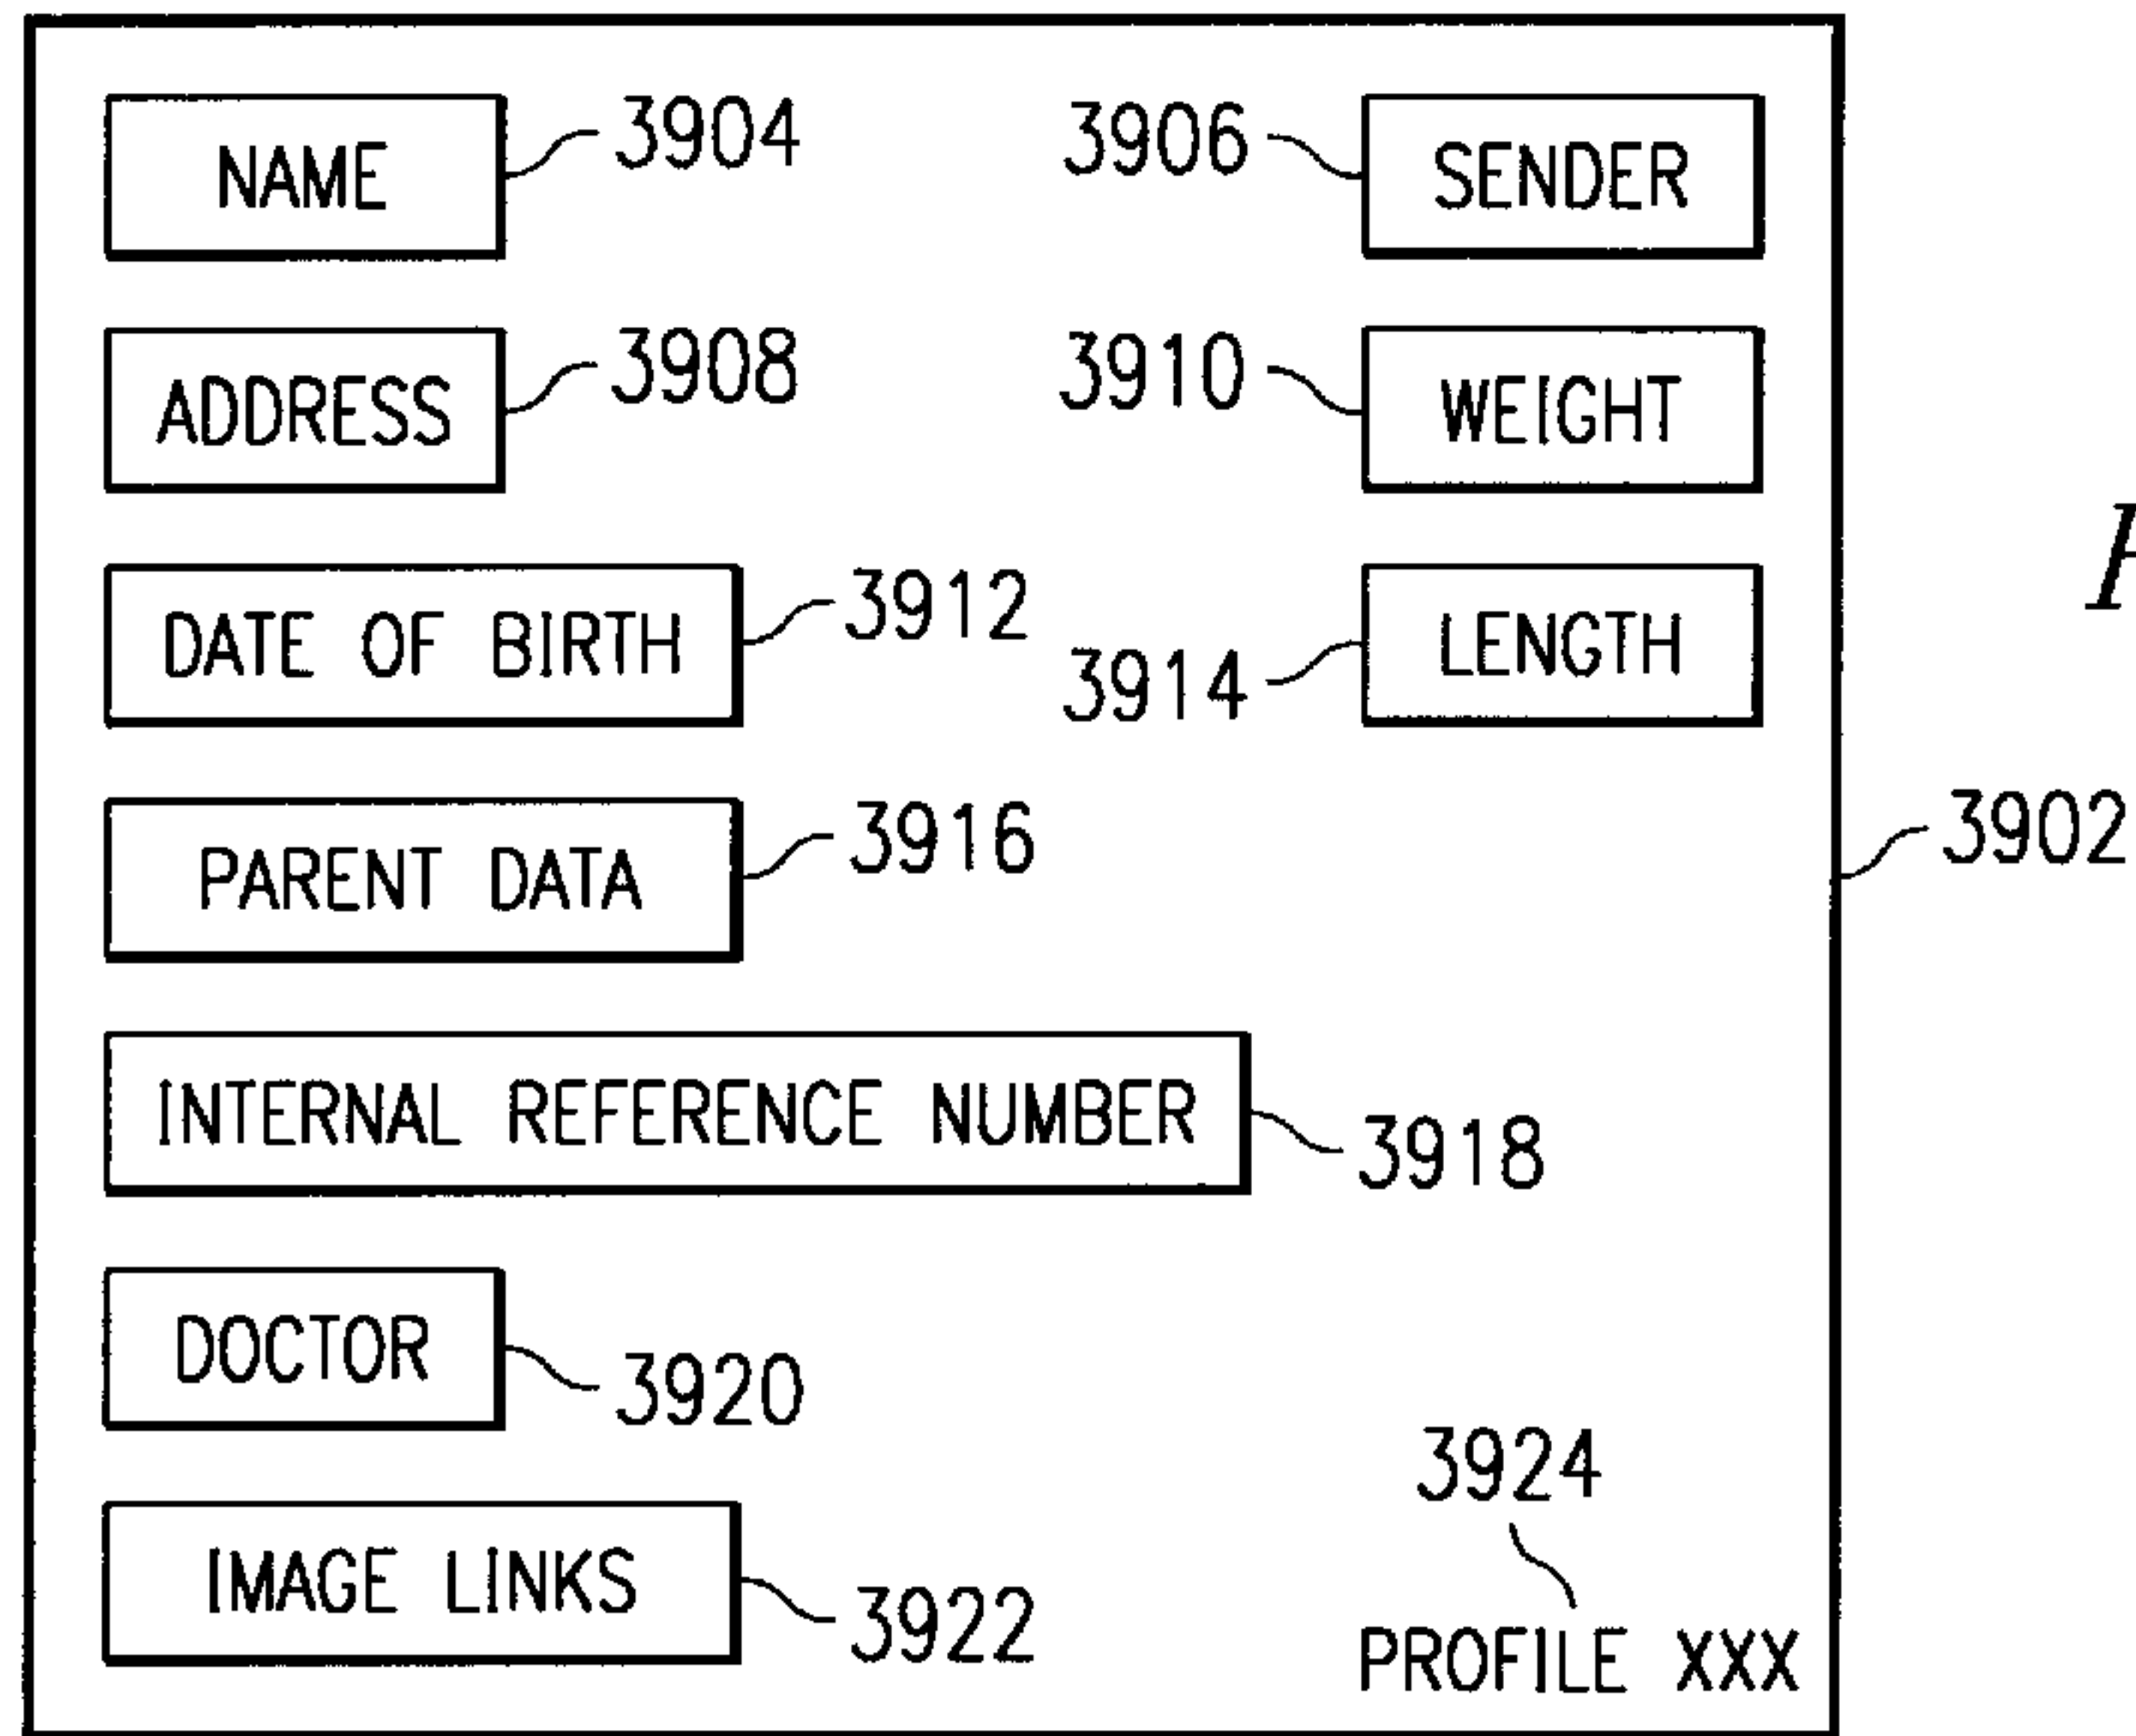 NAME 3904 3906 SENDER
ADDRESS 3908 3910 WEIGHT
DATE OF BIRTH 3912 3914 LENGTH
PARENT DATA 3916 3902
INTERNAL REFERENCE NUMBER 3918
DOCTOR 3920
3924
IMAGE LINKS 3922 PROFILE XXX